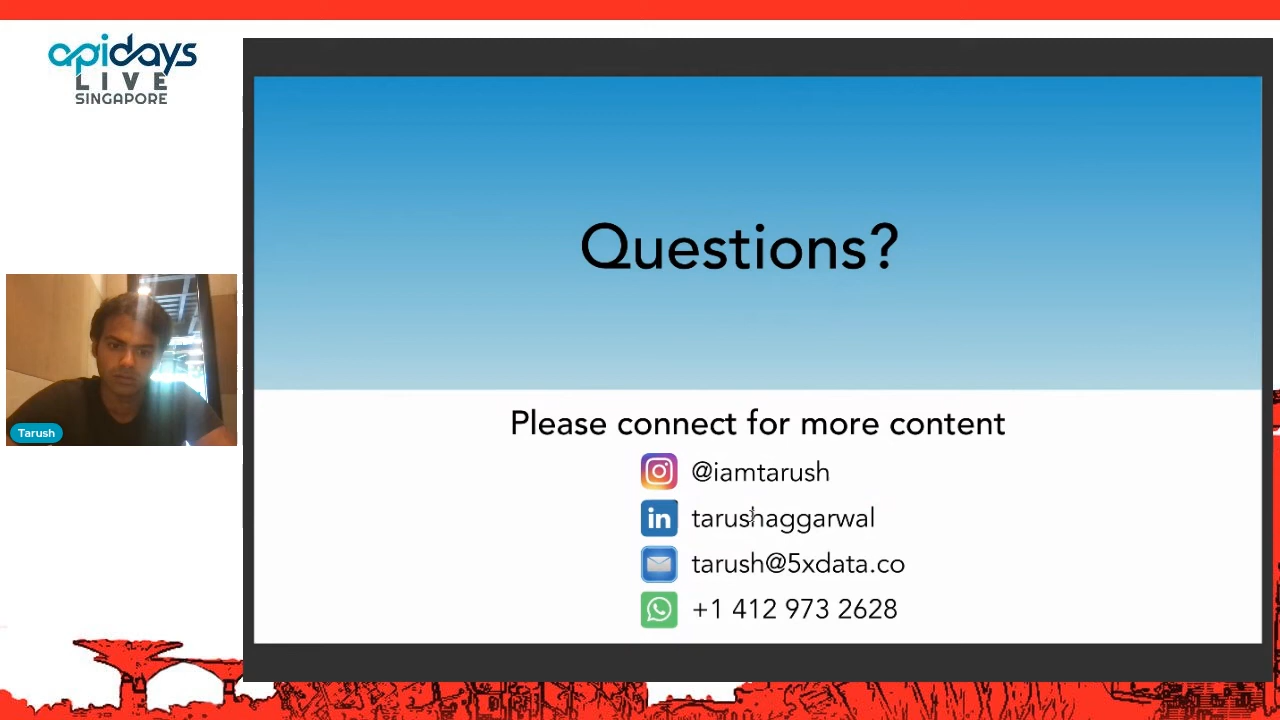 apidays
LIVE
SINGAPORE
Questions?
Tarush
Please connect for more content
@iamtarush
in tarushaggarwal
tarush@5xdata.co
+1 412 973 2628